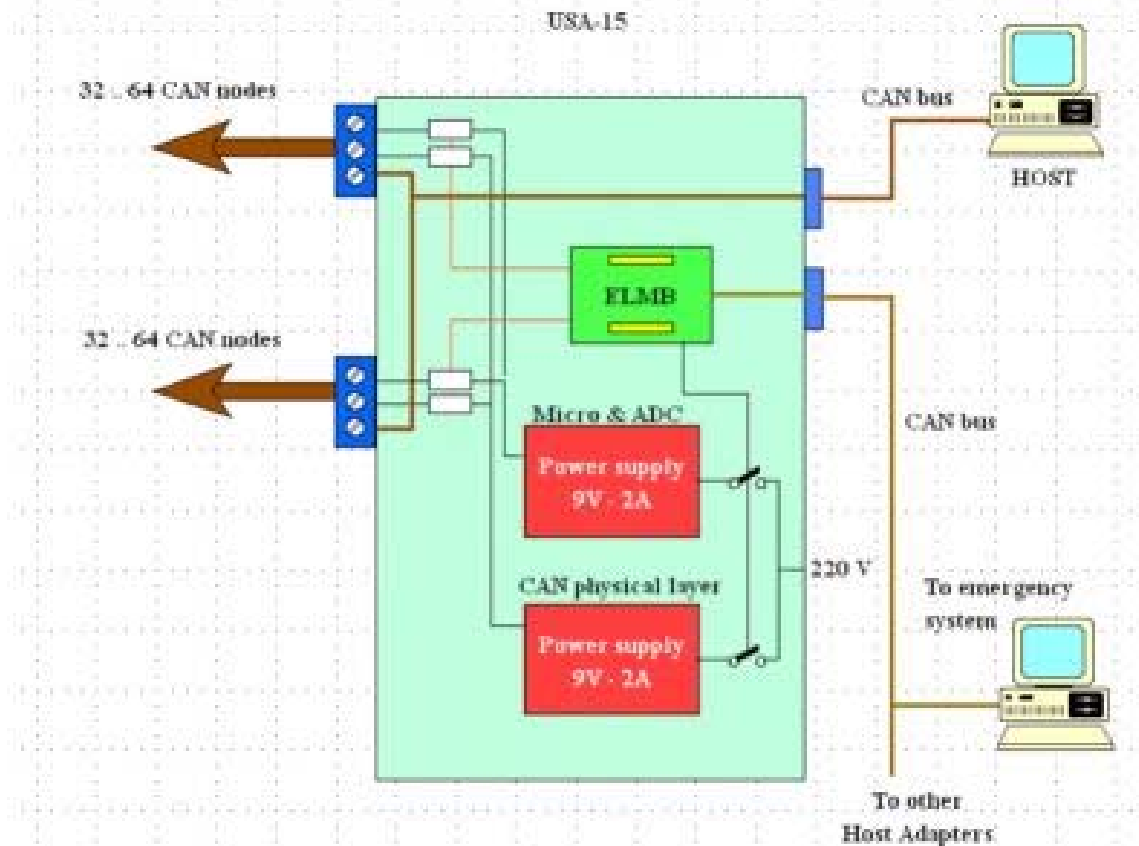 USA-15
32 .. 64 CAN nodes
CAN bus
HOST
ELMB
32 .. 64 CAN nodes
Micro & ADC
CAN bus
Power supply
9V - 2A
220 V
CAN physical layer
To emergency
system
Power supply
9V - 2A
To other
Host Adapters